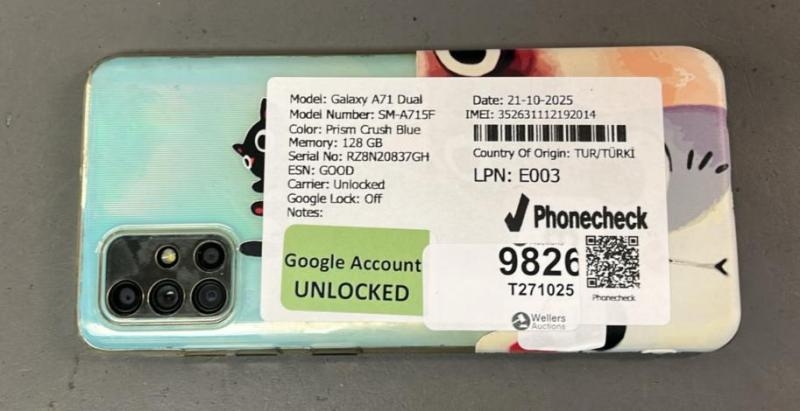 Model: Galaxy A71 Dual
Model Number: SM-A715F
Color: Prism Crush Blue
Memory: 128 GB
Serial No: RZ8N20837GH
ESN: GOOD
Carrier: Unlocked
Google Lock: Off
Notes:
Date: 21-10-2025
IMEI: 352631112192014
Country Of Origin: TUR/TÜRKİ
LPN: E003
Phonecheck
Google Account
UNLOCKED
9826
T271025
Phonecheck
Wellers
Auctions